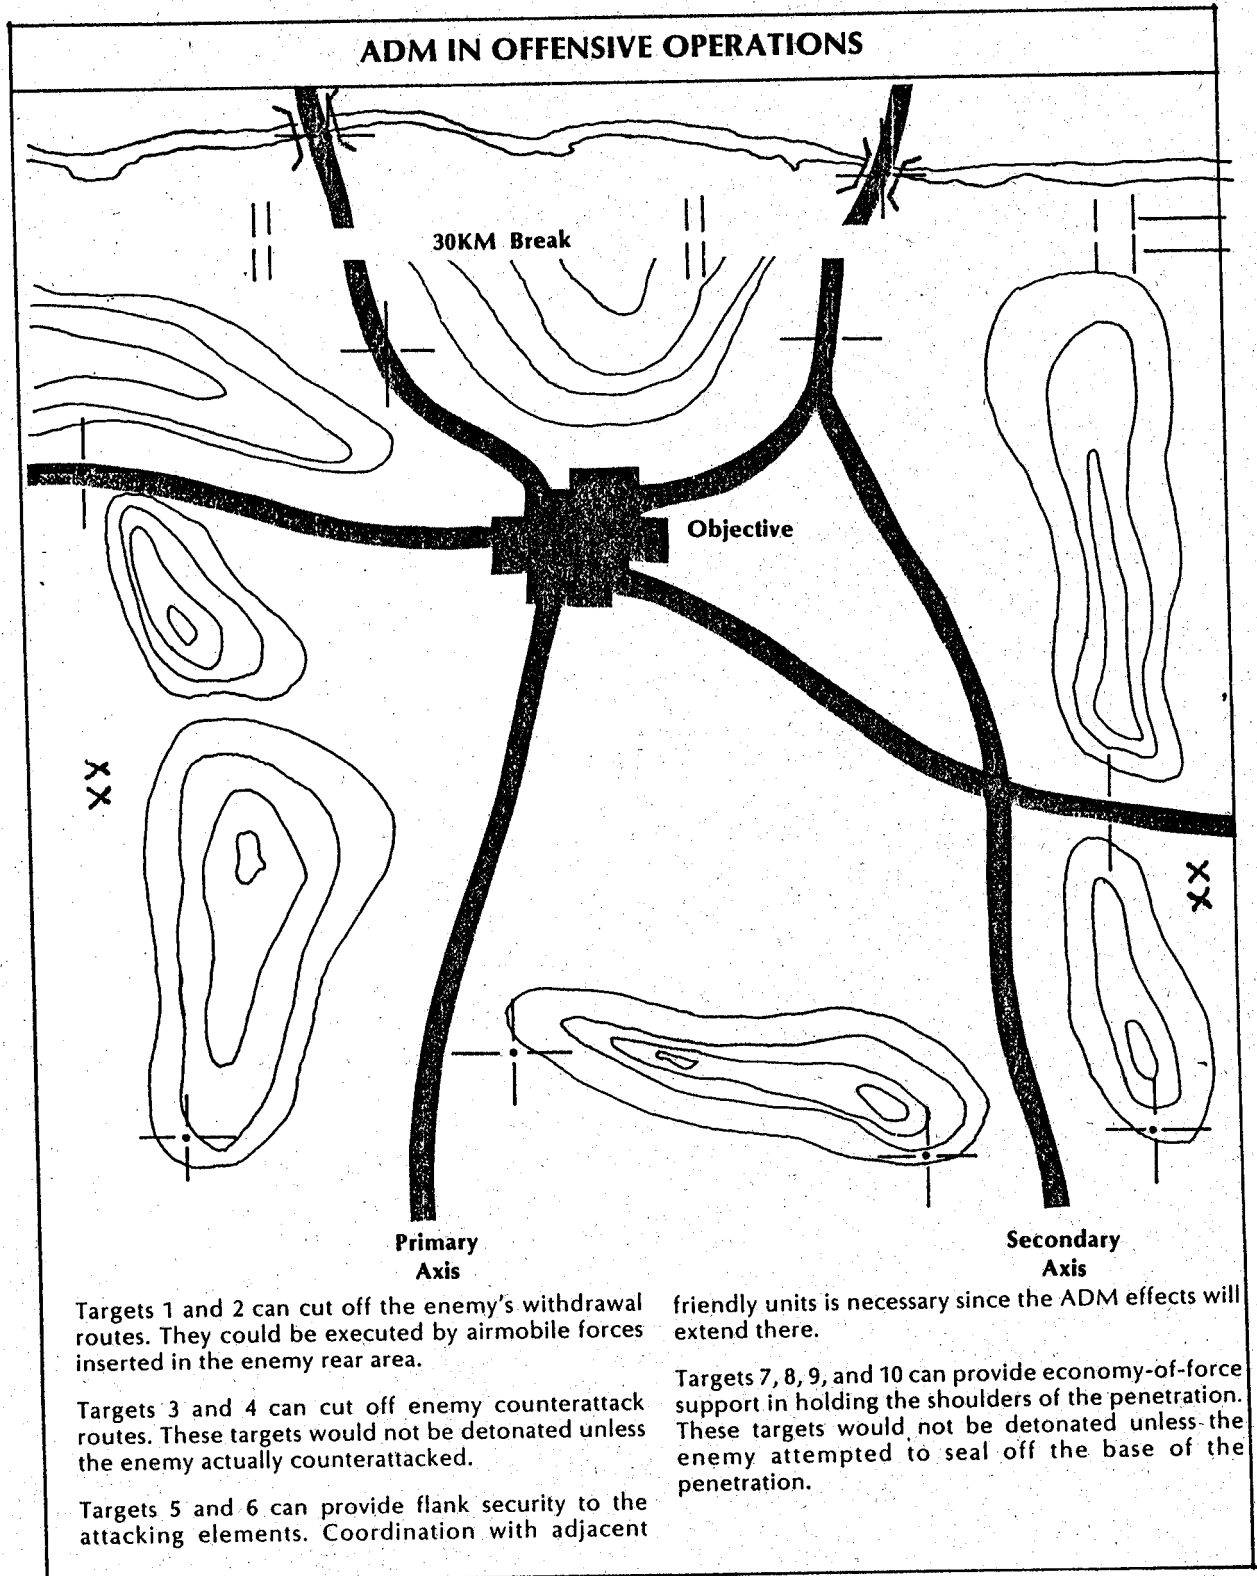 ADM IN OFFENSIVE OPERATIONS
30KM Break
Objective
XX
XX
Primary
Axis
Secondary
Axis
Targets 1 and 2 can cut off the enemy's withdrawal
routes. They could be executed by airmobile forces
inserted in the enemy rear area.
Targets 3 and 4 can cut off enemy counterattack
routes. These targets would not be detonated unless
the enemy actually counterattacked.
Targets 5 and 6 can provide flank security to the
attacking elements. Coordination with adjacent
friendly units is necessary since the ADM effects will
extend there.
Targets 7, 8, 9, and 10 can provide economy-of-force
support in holding the shoulders of the penetration.
These targets would not be detonated unless the
enemy attempted to seal off the base of the
penetration.